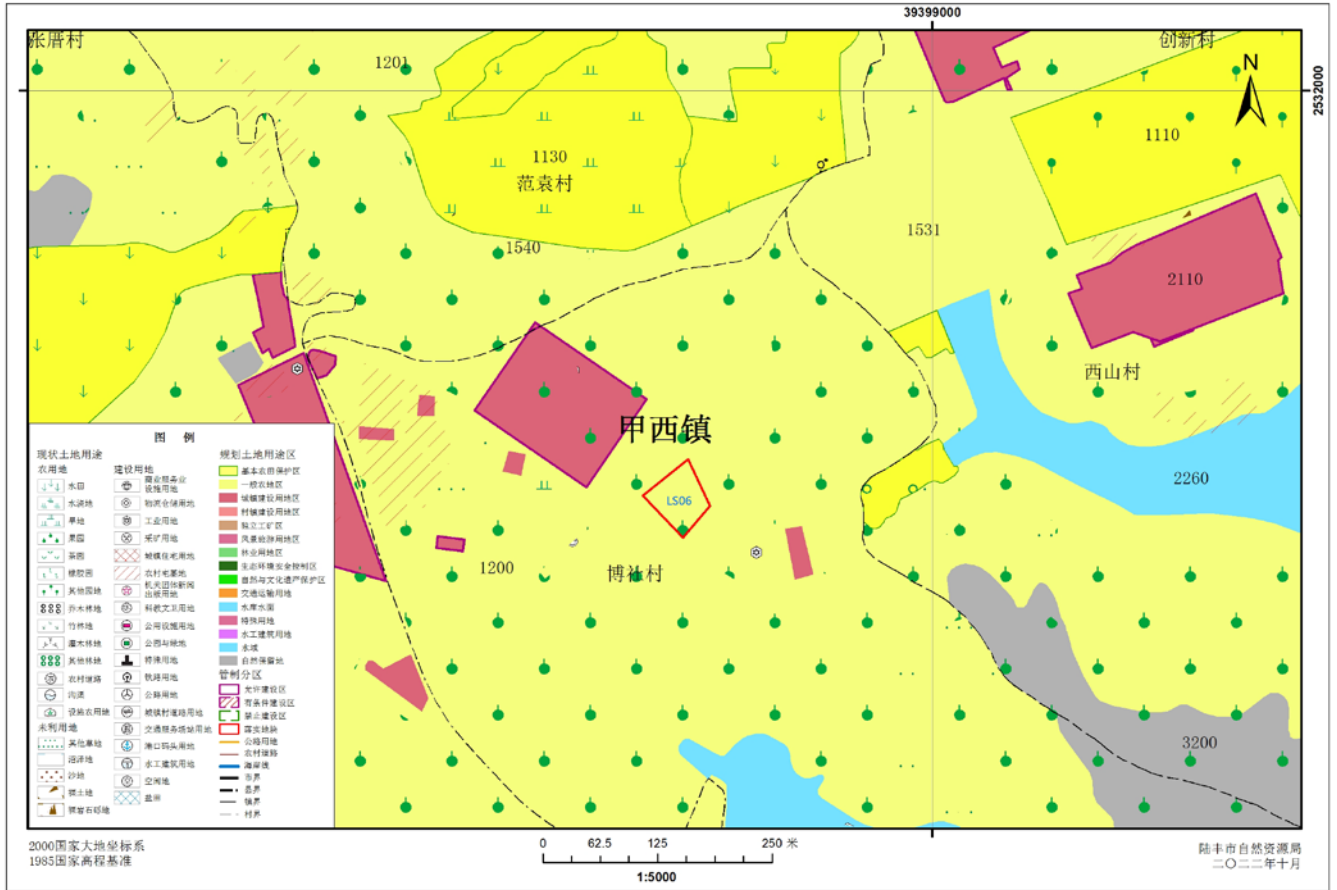 39399000
张厝村
1201
创新村
N
2532000
1130
范袁村
1110
1540
1531
2110
西山村
甲西镇
2260
LS06
1200
博社村
3200
图 例
现状土地用途
农用地
水田
水浇地
旱地
果园
茶园
橡胶园
其他园地
乔木林地
竹林地
灌木林地
其他林地
农村道路
沟渠
设施农用地
未利用地
其他草地
沼泽地
沙地
裸土地
裸岩石砾地
建设用地
商业服务业
设施用地
物流仓储用地
工业用地
采矿用地
城镇住宅用地
农村宅基地
机关团体新闻
出版用地
科教文卫用地
公用设施用地
公园与绿地
特殊用地
铁路用地
公路用地
城镇村道路用地
交通服务场站用地
港口码头用地
水工建筑用地
空闲地
盐田
规划土地用途区
基本农田保护区
一般农地区
城镇建设用地区
村镇建设用地区
独立工矿区
风景旅游用地区
林业用地区
生态环境安全控制区
自然与文化遗产保护区
交通运输用地
水库水面
特殊用地
水工建筑用地
水域
自然保留地
管制分区
允许建设区
有条件建设区
禁止建设区
落实地块
公路用地
农村道路
海岸线
市界
县界
镇界
村界
2000国家大地坐标系
1985国家高程基准
0 62.5 125 250 米
1:5000
陆丰市自然资源局
二〇二二年十月